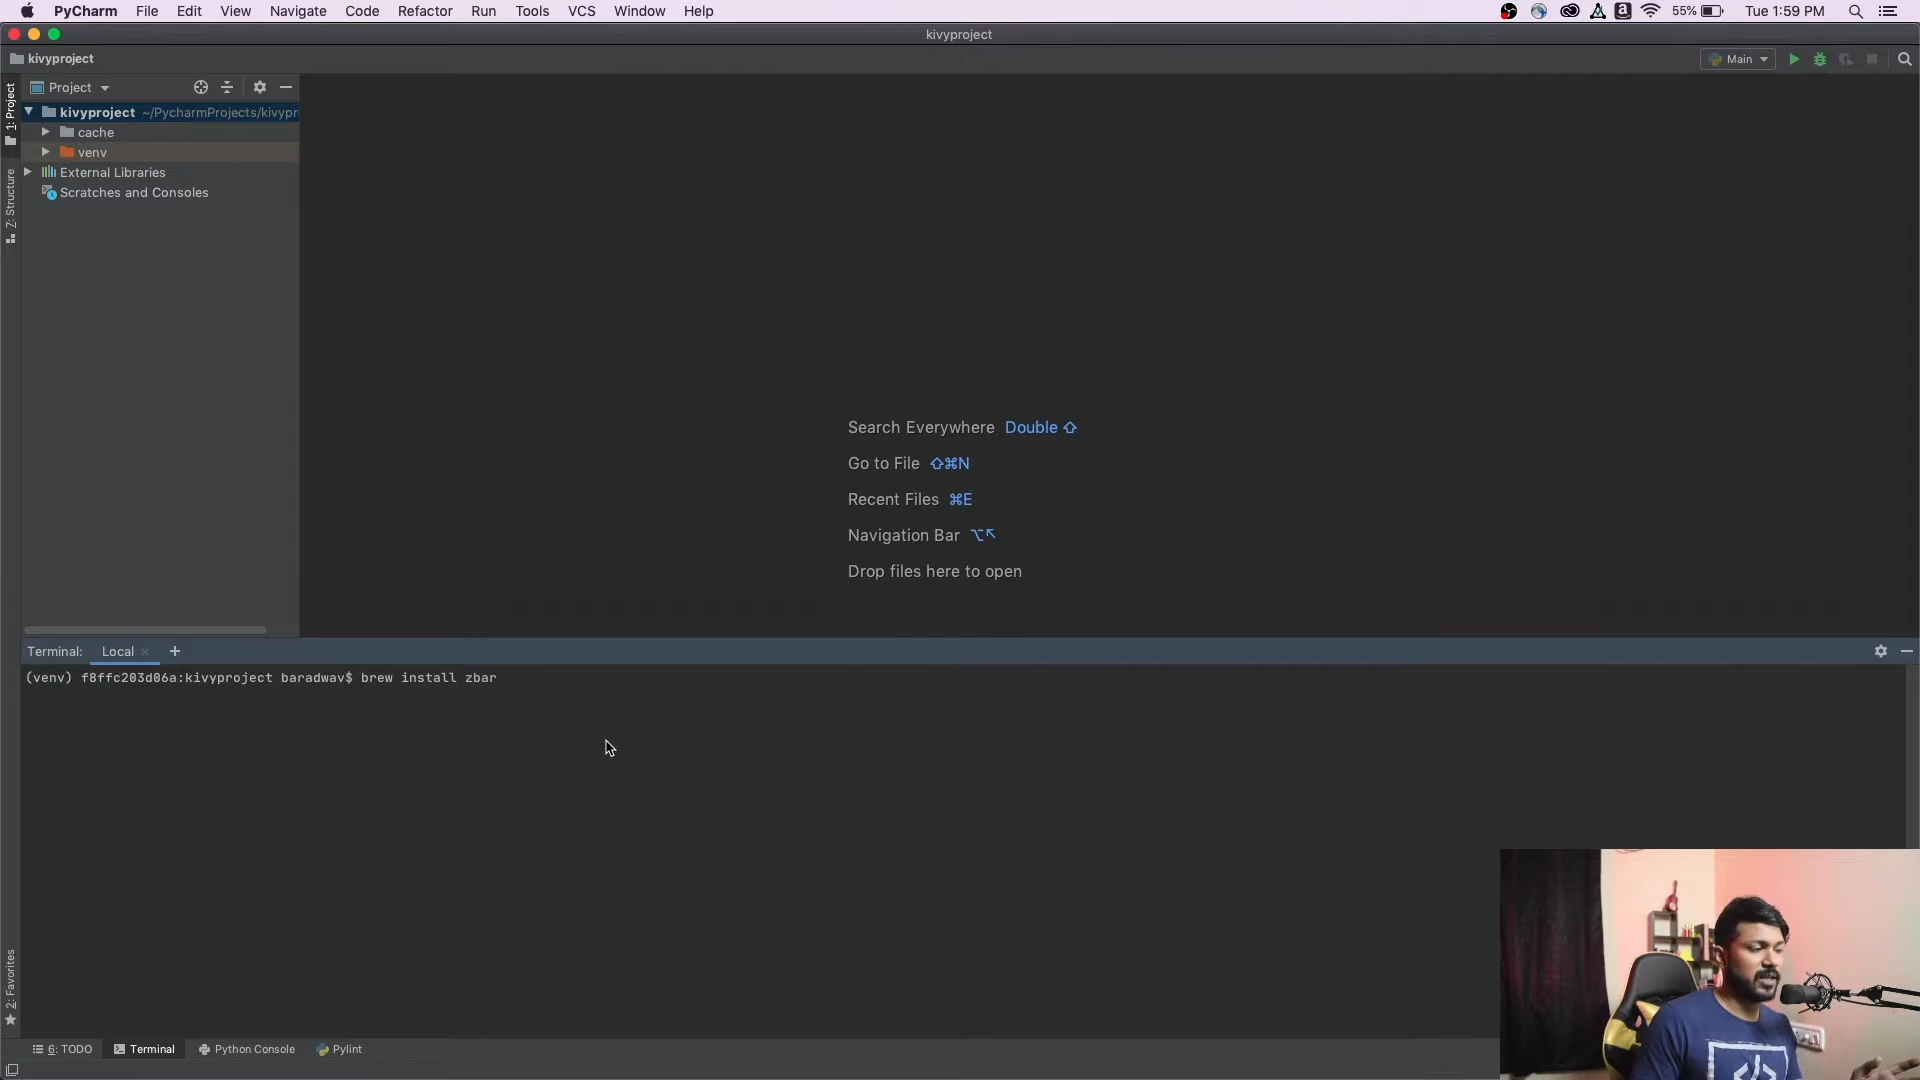 PyCharm File Edit View Navigate Code Refactor Run Tools VCS Window Help 55% Tue 1:59 PM
kivyproject
kivyproject Main
Project
1: Project
kivyproject ~/PycharmProjects/kivypr
cache
venv
External Libraries
Scratches and Consoles
Z: Structure
Search Everywhere Double ⇧
Go to File ⇧⌘N
Recent Files ⌘E
Navigation Bar ⌥↖
Drop files here to open
Terminal: Local × +
(venv) f8ffc203d06a:kivyproject baradwav$ brew install zbar
2: Favorites
6: TODO Terminal Python Console Pylint